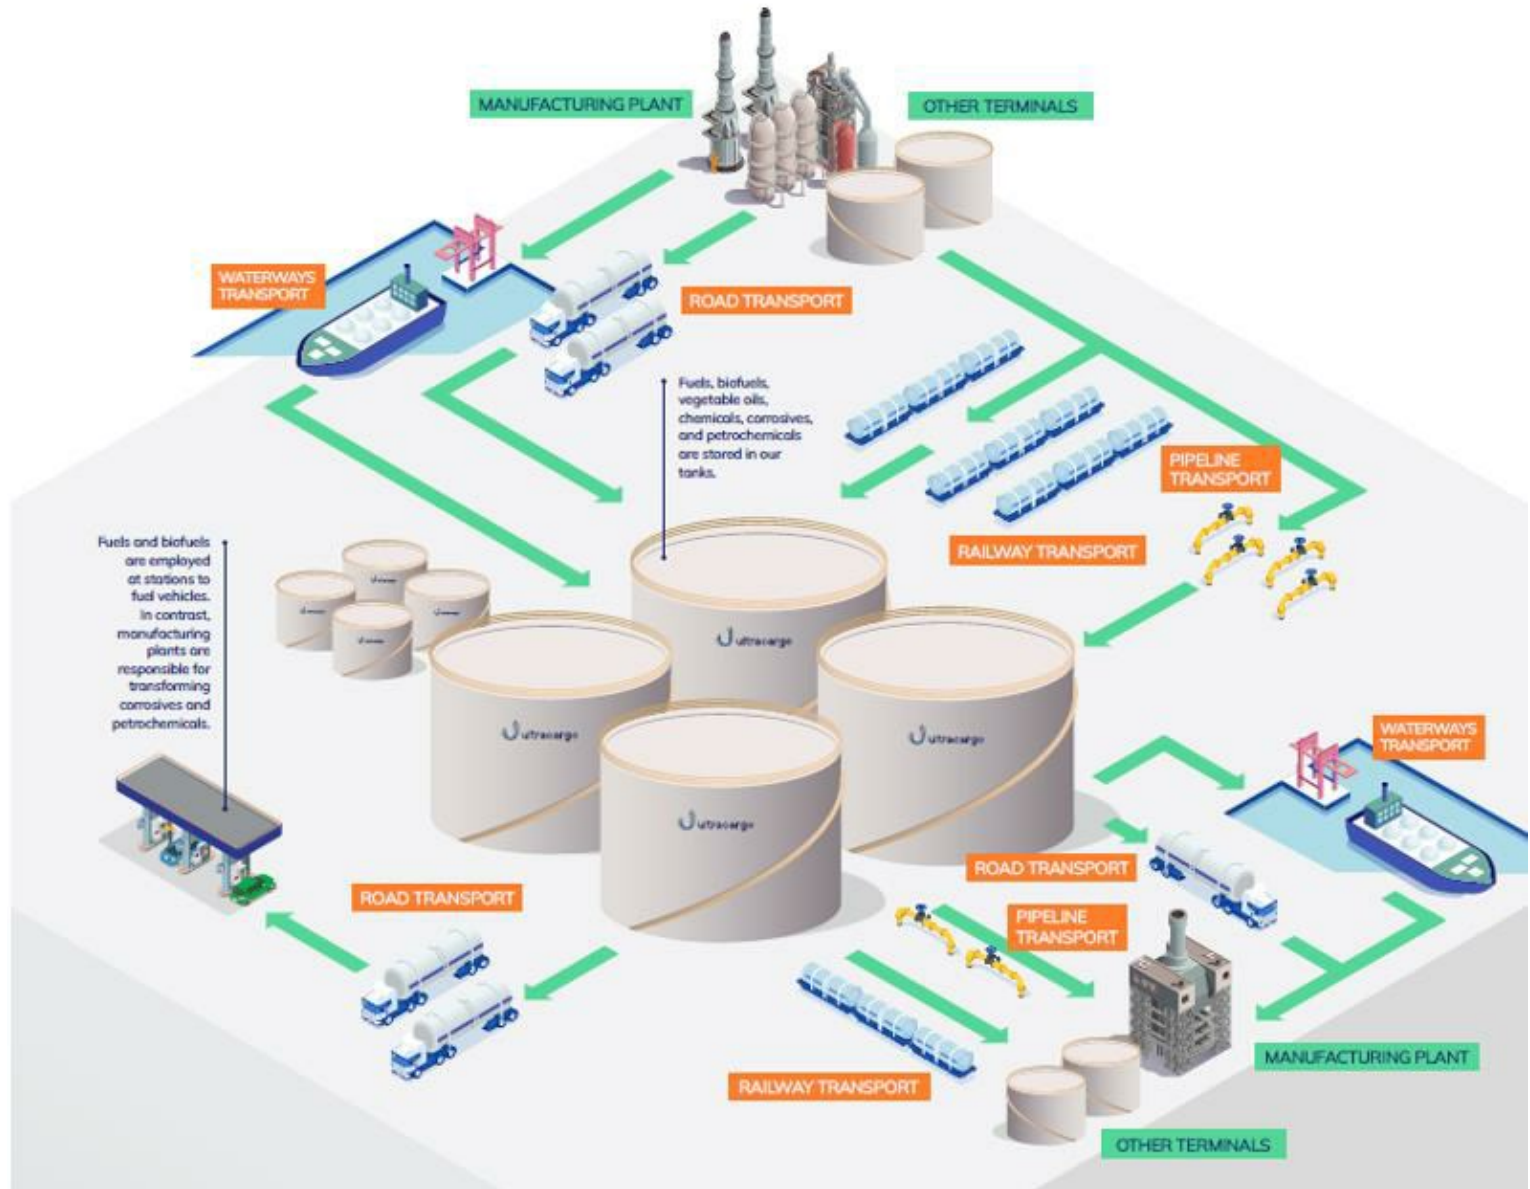 MANUFACTURING PLANT
OTHER TERMINALS
WATERWAYS
TRANSPORT
ROAD TRANSPORT
Fuels, biofuels,
vegetable oils,
chemicals, corrosives,
and petrochemicals
are stored in our
tanks.
PIPELINE
TRANSPORT
RAILWAY TRANSPORT
Fuels and biofuels
are employed
at stations to
fuel vehicles.
In contrast,
manufacturing
plants are
responsible for
transforming
corrosives and
petrochemicals.
ultracargo
ultracargo
ultracargo
ultracargo
WATERWAYS
TRANSPORT
ROAD TRANSPORT
ROAD TRANSPORT
PIPELINE
TRANSPORT
RAILWAY TRANSPORT
MANUFACTURING PLANT
OTHER TERMINALS